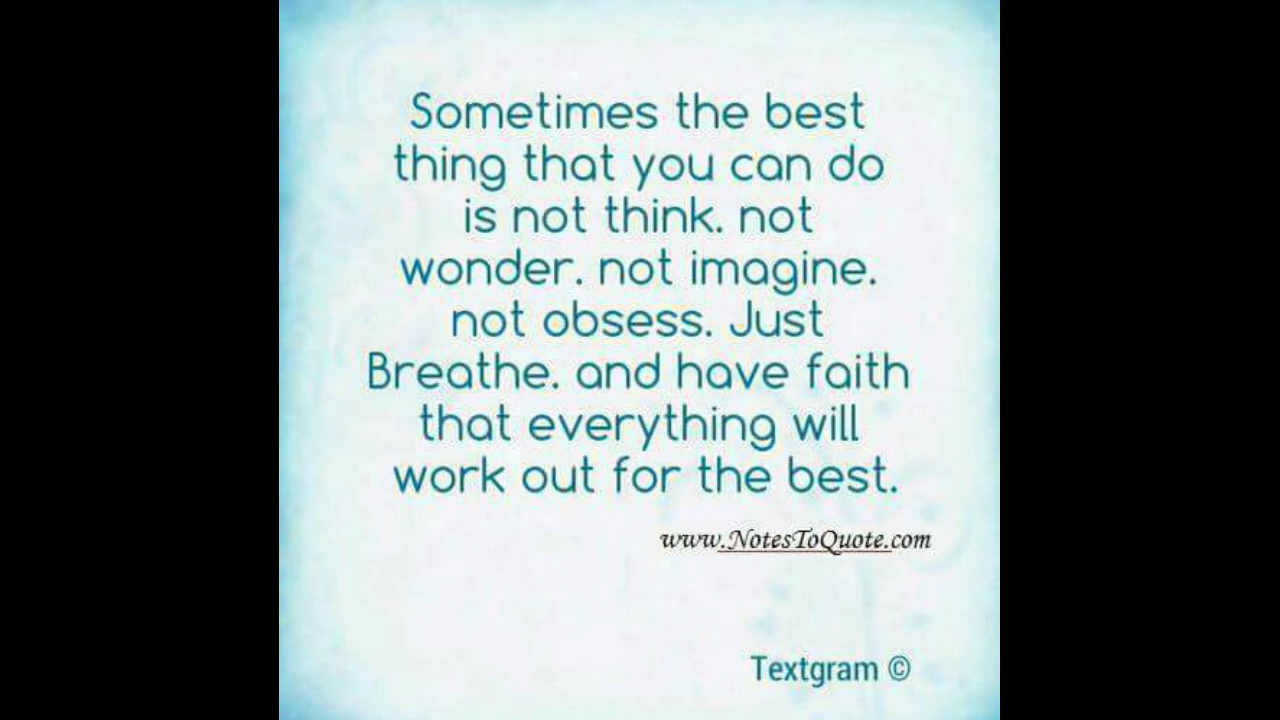 Sometimes the best
thing that you can do
is not think. not
wonder. not imagine.
not obsess. Just
Breathe. and have faith
that everything will
work out for the best.
www.NotesToQuote.com
Textgram ©